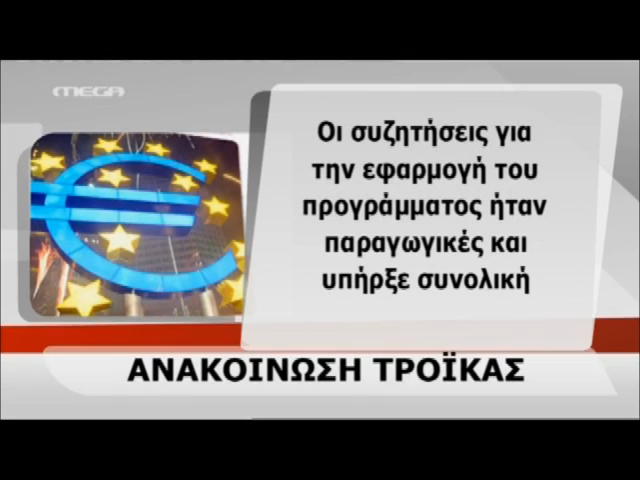 MEGA
Οι συζητήσεις για
την εφαρμογή του
προγράμματος ήταν
παραγωγικές και
υπήρξε συνολική
ΑΝΑΚΟΙΝΩΣΗ ΤΡΟΪΚΑΣ